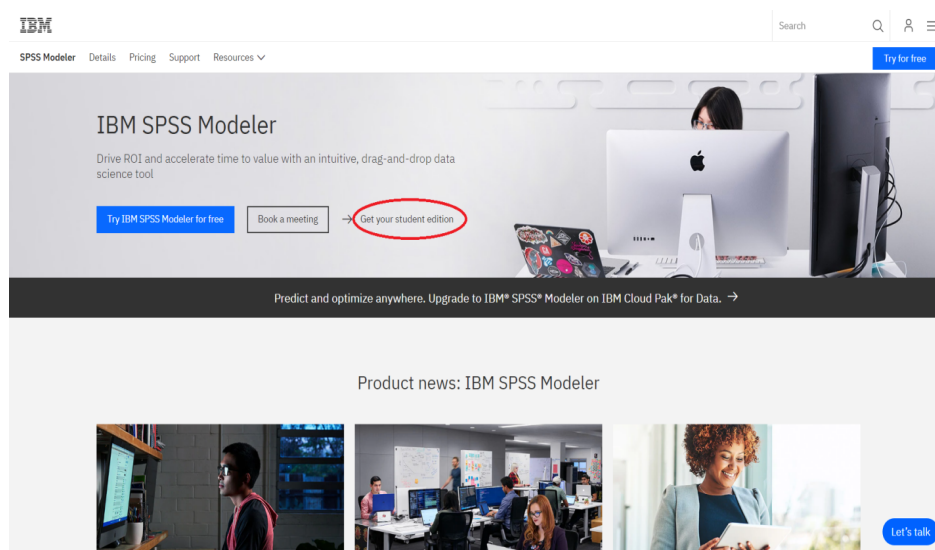 IBM
Search
SPSS Modeler Details Pricing Support Resources
Try for free
IBM SPSS Modeler
Drive ROI and accelerate time to value with an intuitive, drag-and-drop data
science tool
Try IBM SPSS Modeler for free Book a meeting → Get your student edition
Predict and optimize anywhere. Upgrade to IBM® SPSS® Modeler on IBM Cloud Pak® for Data. →
Product news: IBM SPSS Modeler
Let's talk